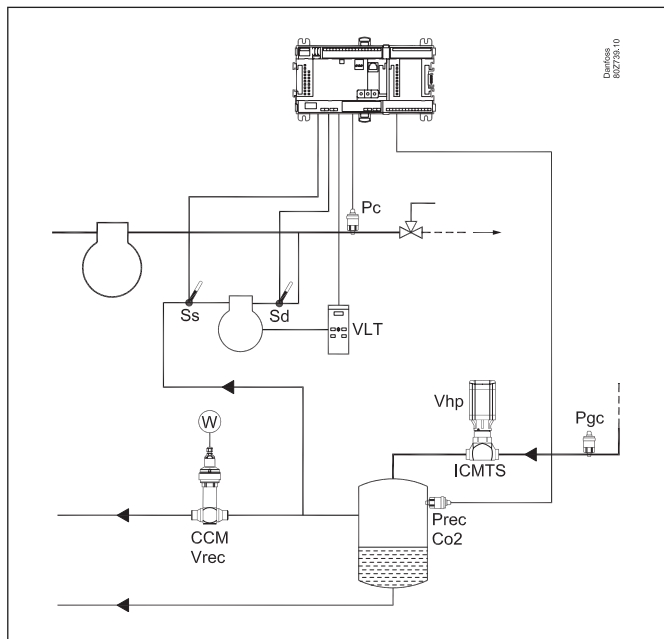 Danfoss
80Z739.10
Pc
Ss
Sd
VLT
Vhp
Pgc
ICMTS
W
CCM
Vrec
Prec
Co2